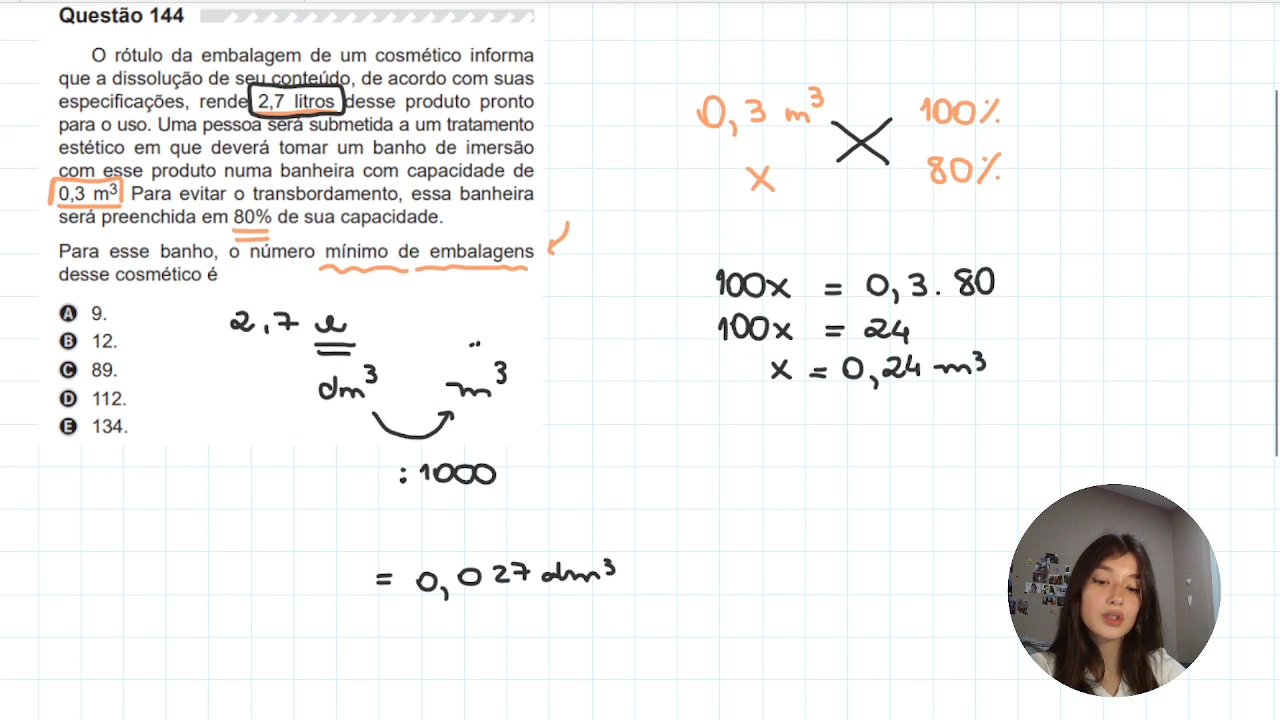 Questão 144
O rótulo da embalagem de um cosmético informa
que a dissolução de seu conteúdo, de acordo com suas
especificações, rende 2,7 litros desse produto pronto
para o uso. Uma pessoa será submetida a um tratamento
estético em que deverá tomar um banho de imersão
com esse produto numa banheira com capacidade de
0,3 m³. Para evitar o transbordamento, essa banheira
será preenchida em 80% de sua capacidade.
Para esse banho, o número mínimo de embalagens
desse cosmético é
A 9.
B 12.
C 89.
D 112.
E 134.
2,7 l
dm³ m³
: 1000
= 0,027 dm³
0,3 m³ 100%
x 80%
100x = 0,3. 80
100x = 24
x = 0,24 m³